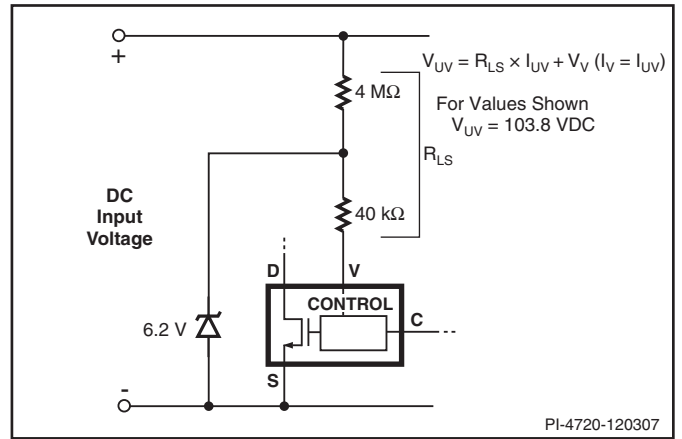 +
V_UV = R_LS × I_UV + V_V (I_V = I_UV)
4 MΩ
For Values Shown
V_UV = 103.8 VDC
R_LS
DC
Input
Voltage
40 kΩ
D
V
CONTROL
C
6.2 V
S
-
PI-4720-120307